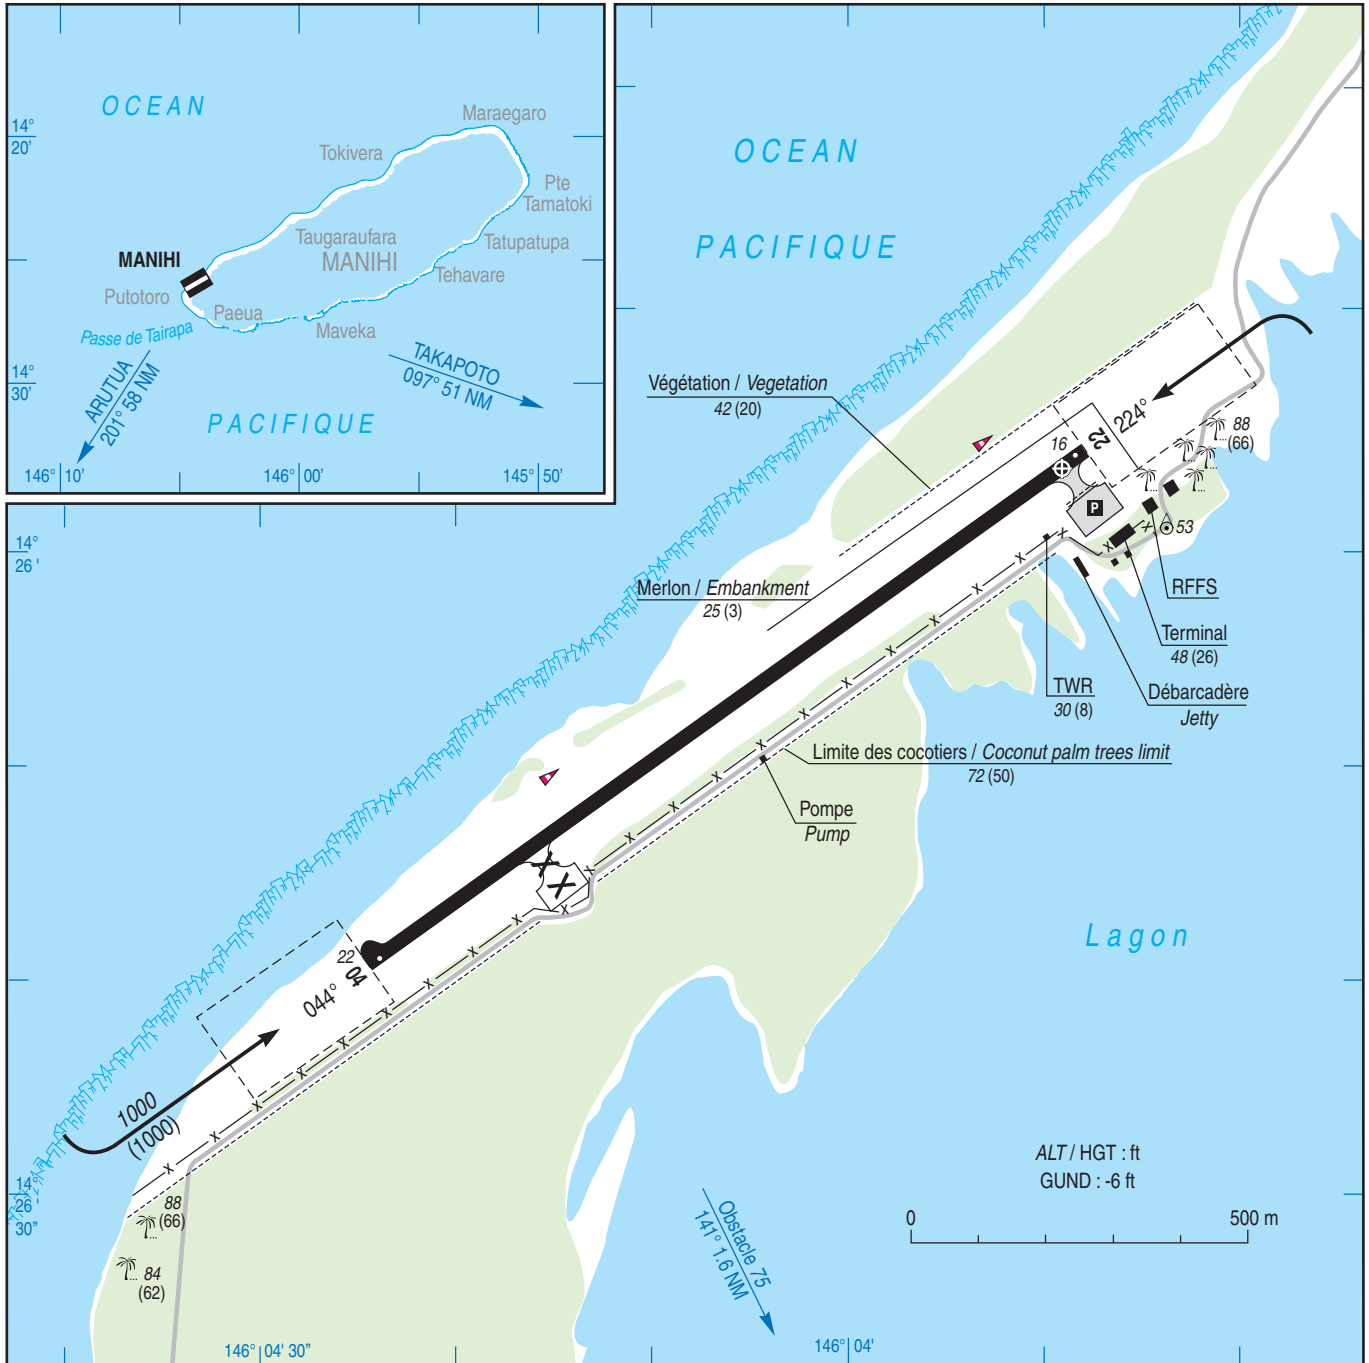 OCEAN
14°
20'
Maraegaro
Tokivera
Pte
Tamatoki
Taugaraufara
Tatupatupa
MANIHI
MANIHI
Tehavare
Putotoro
Paeua
Passe de Tairapa
Maveka
ARUTUA
201° 58 NM
TAKAPOTO
097° 51 NM
14°
30'
PACIFIQUE
146° 10'
146° 00'
145° 50'
OCEAN
PACIFIQUE
Végétation / Vegetation
42 (20)
224°
22
16
88
(66)
P
53
14°
26 '
Merlon / Embankment
25 (3)
RFFS
Terminal
48 (26)
TWR
30 (8)
Débarcadère
Jetty
Limite des cocotiers / Coconut palm trees limit
72 (50)
Pompe
Pump
X
X
22
04
044°
Lagon
1000
(1000)
14°
26 '
30"
88
(66)
84
(62)
ALT / HGT : ft
GUND : -6 ft
0
500 m
Obstacle 75
141° 1.6 NM
146° 04' 30"
146° 04'